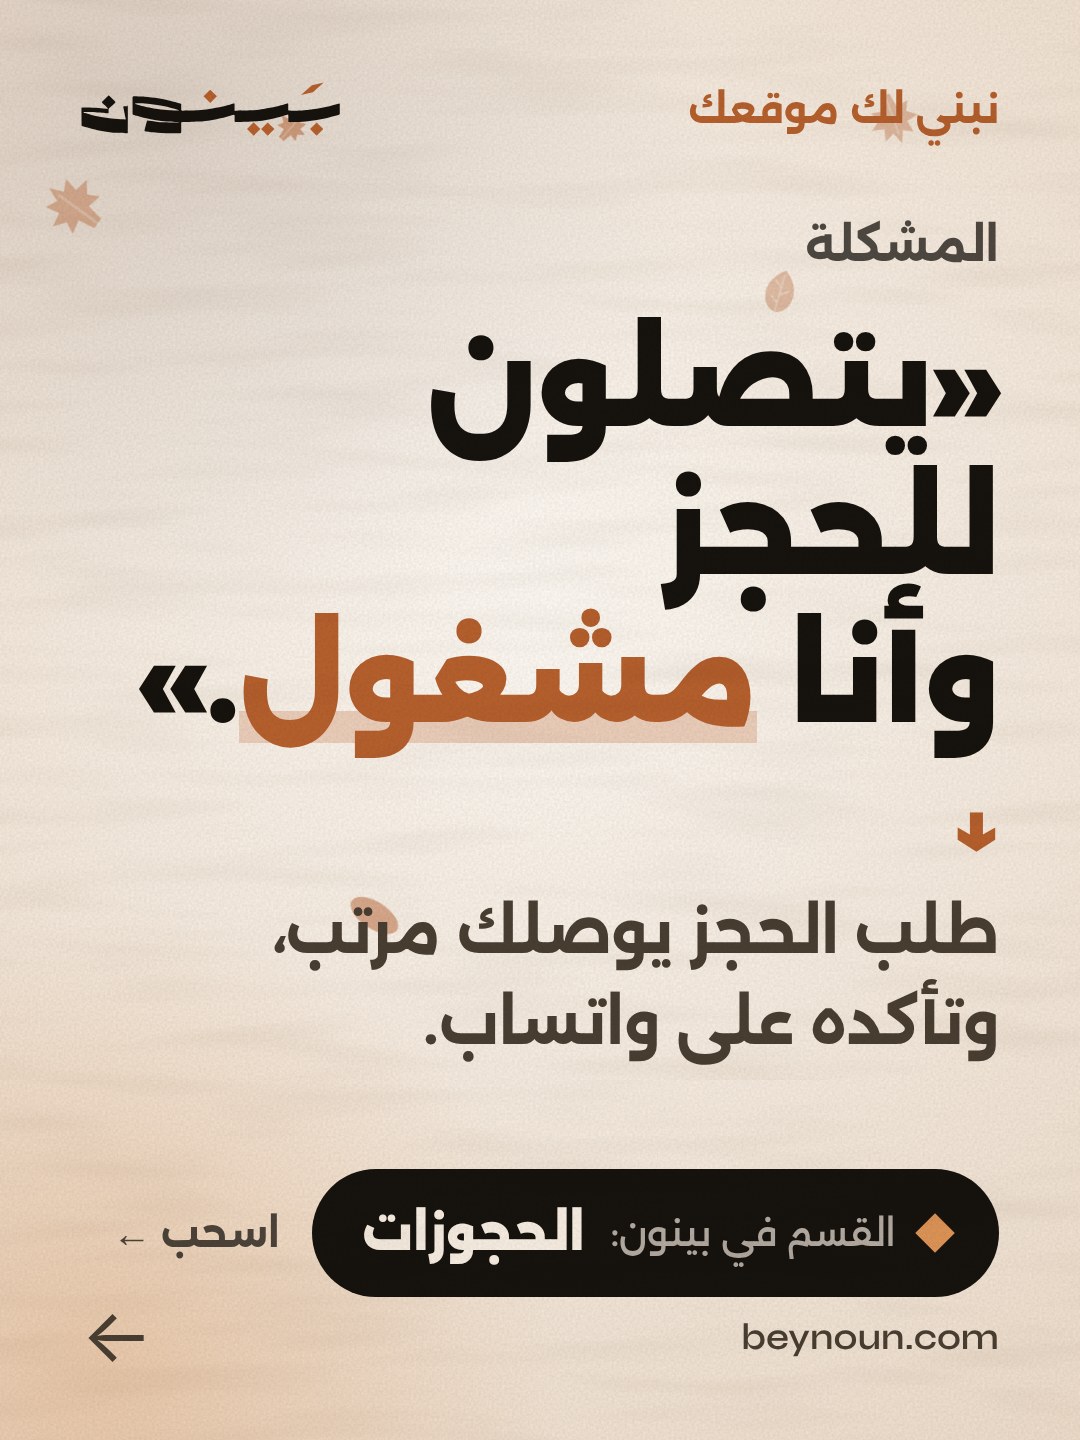 نبني لك موقعك
بَيـنـون
المشكلة
«يتصلون
للحجز
وأنا مشغول.»
طلب الحجز يوصلك مرتب،
وتأكده على واتساب.
القسم في بينون: الحجوزات
اسحب ←
beynoun.com